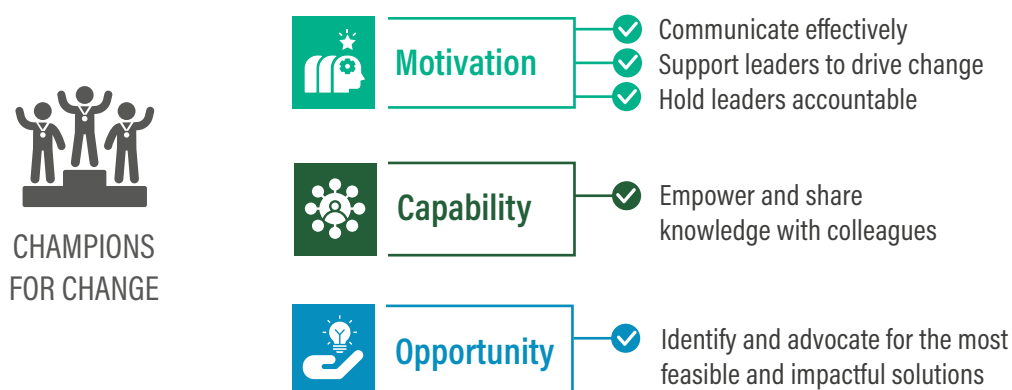 CHAMPIONS
FOR CHANGE
Motivation
Communicate effectively
Support leaders to drive change
Hold leaders accountable
Capability
Empower and share
knowledge with colleagues
Opportunity
Identify and advocate for the most
feasible and impactful solutions